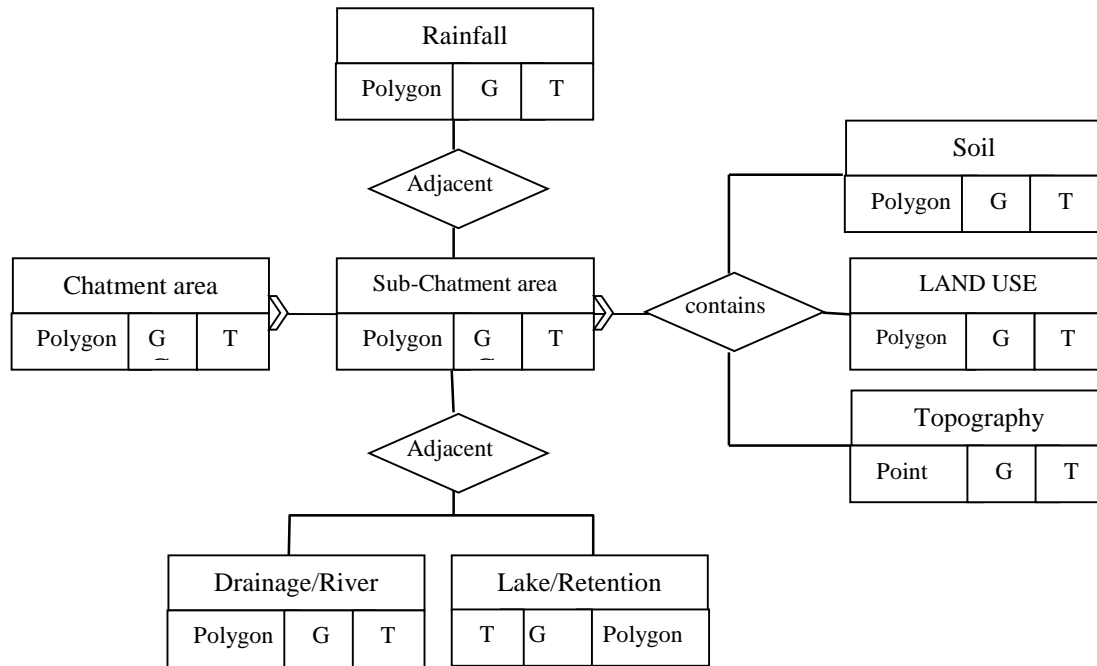 Rainfall
Polygon G T
Adjacent
Soil
Polygon G T
Chatment area
Polygon G T
Sub-Chatment area
Polygon G T
contains
LAND USE
Polygon G T
Topography
Point G T
Adjacent
Drainage/River
Polygon G T
Lake/Retention
T G Polygon